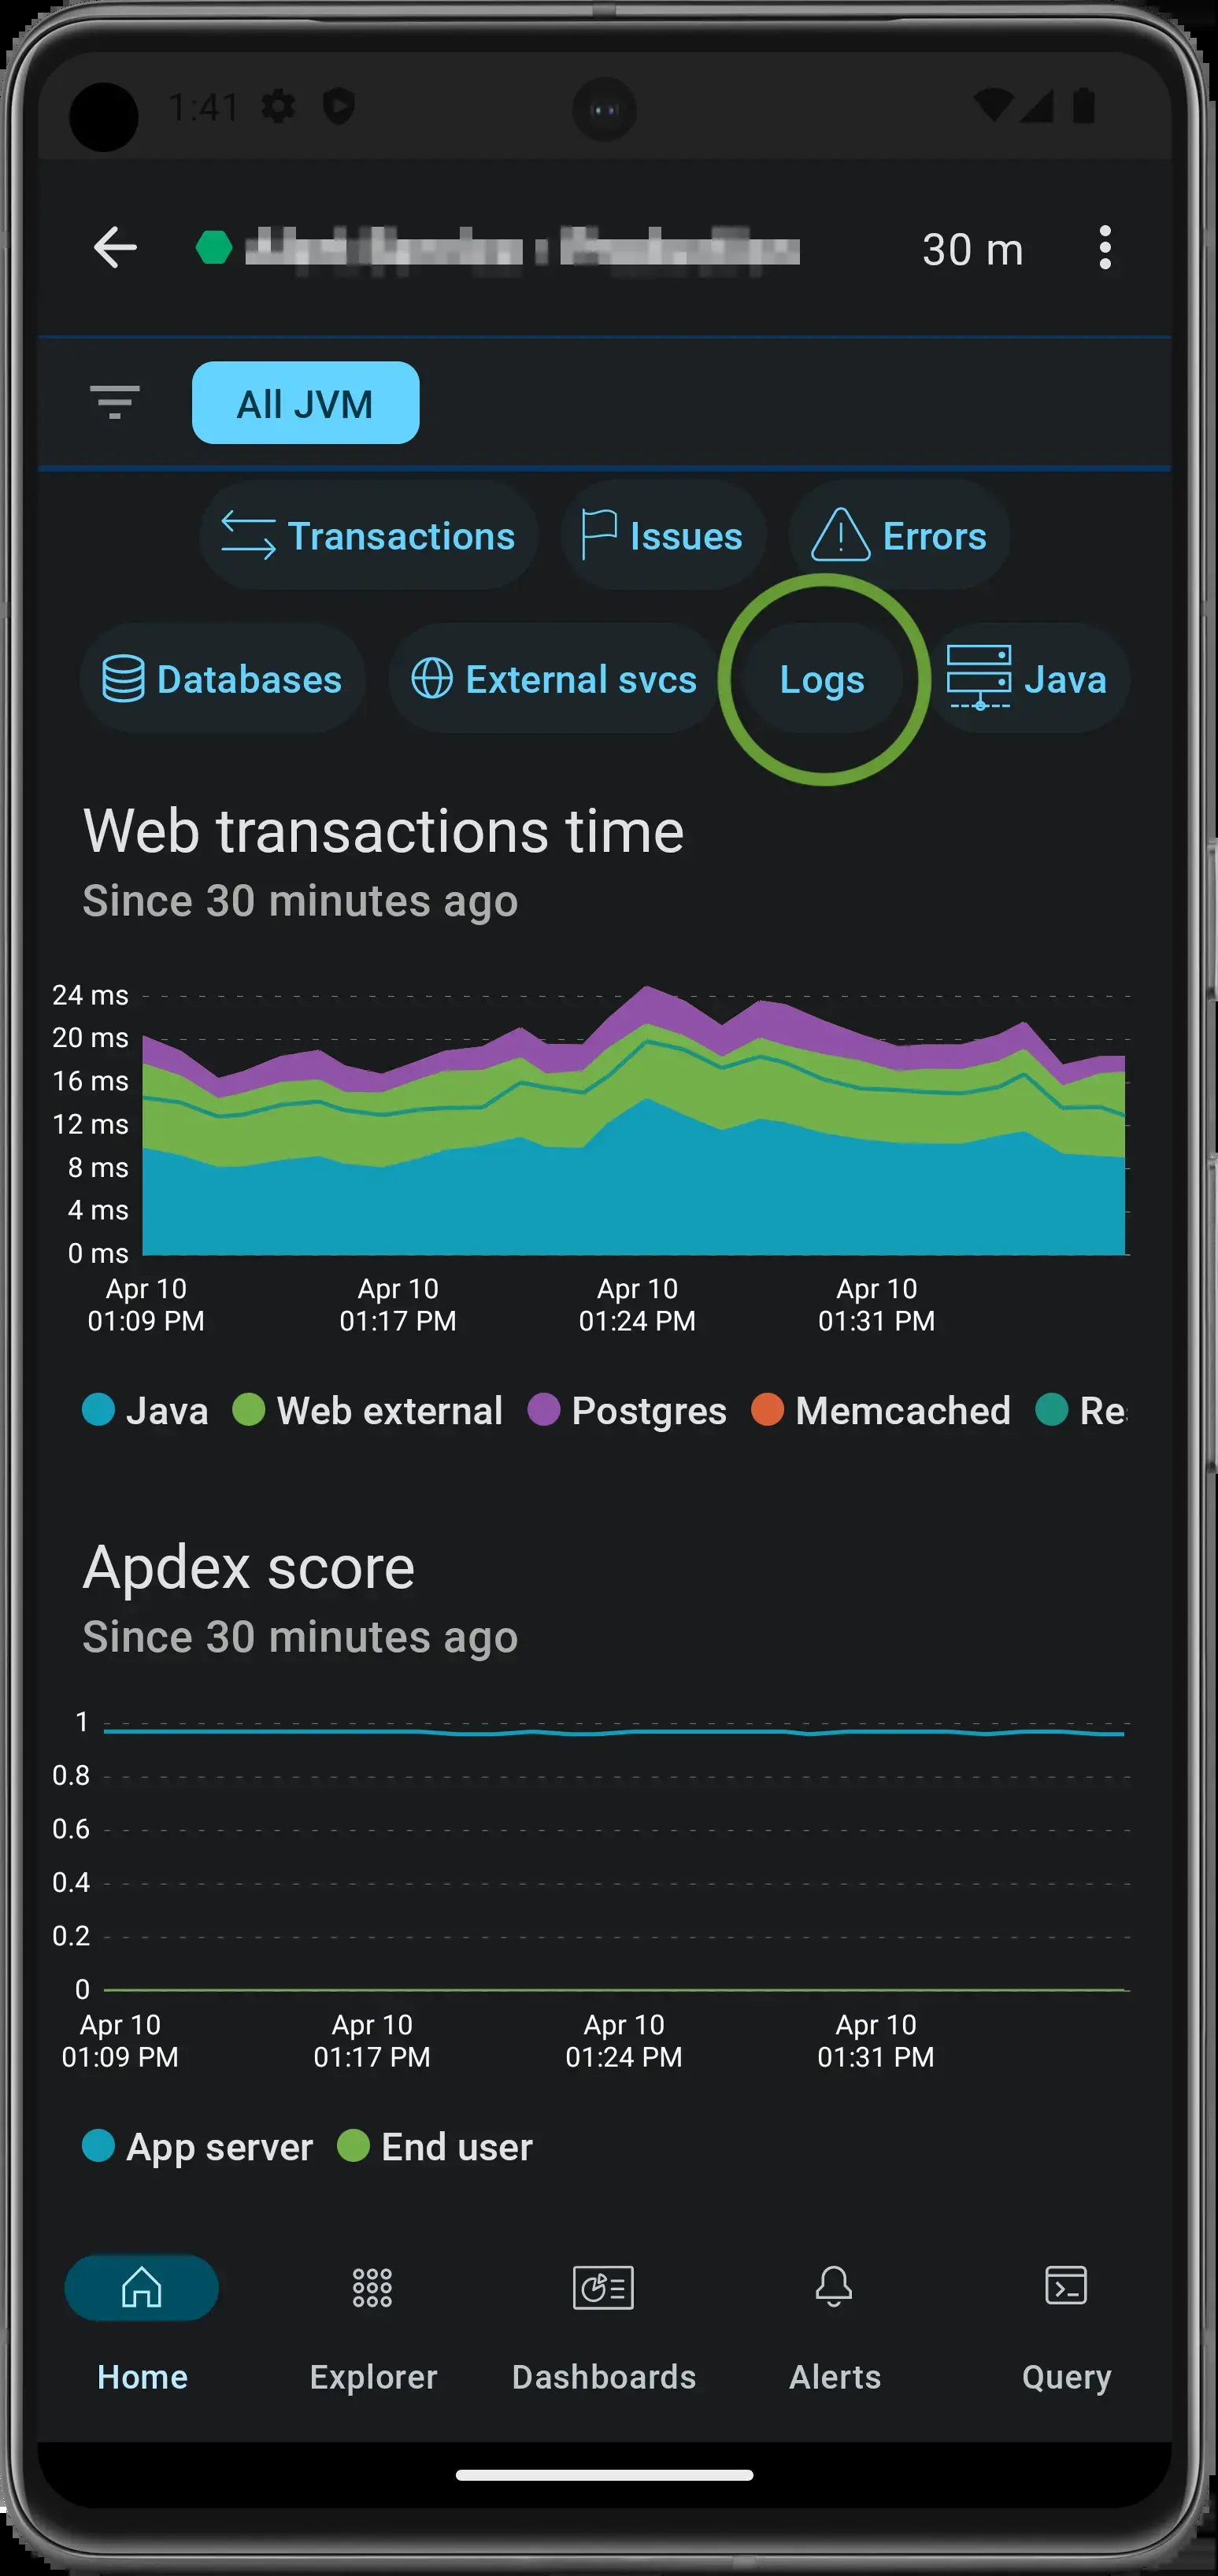 1:41
30 m
All JVM
Transactions Issues Errors
Databases External svcs Logs Java
Web transactions time
Since 30 minutes ago
24 ms
20 ms
16 ms
12 ms
8 ms
4 ms
0 ms
Apr 10 Apr 10 Apr 10 Apr 10
01:09 PM 01:17 PM 01:24 PM 01:31 PM
Java Web external Postgres Memcached
Apdex score
Since 30 minutes ago
1
0.8
0.6
0.4
0.2
0
Apr 10 Apr 10 Apr 10 Apr 10
01:09 PM 01:17 PM 01:24 PM 01:31 PM
App server End user
Home Explorer Dashboards Alerts Query